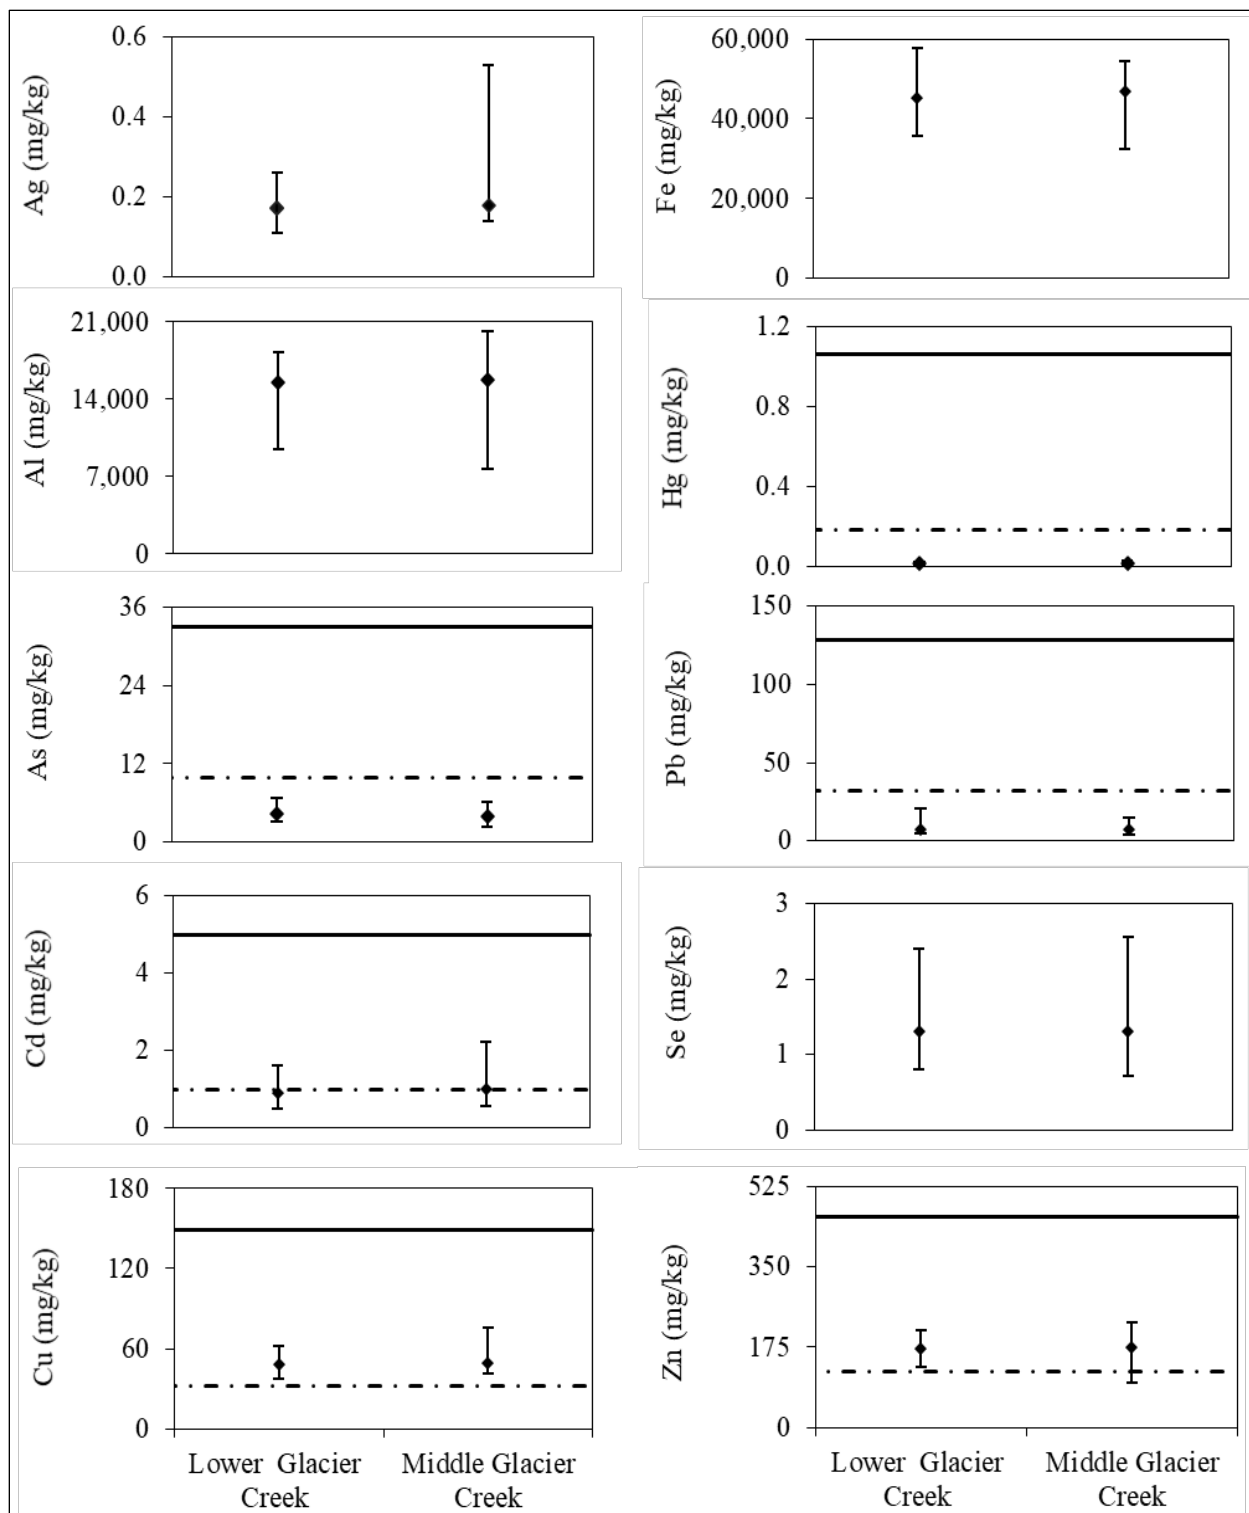 Ag (mg/kg)
0.6
0.4
0.2
0.0
Fe (mg/kg)
60,000
40,000
20,000
0
Al (mg/kg)
21,000
14,000
7,000
0
Hg (mg/kg)
1.2
0.8
0.4
0.0
As (mg/kg)
36
24
12
0
Pb (mg/kg)
150
100
50
0
Cd (mg/kg)
6
4
2
0
Se (mg/kg)
3
2
1
0
Cu (mg/kg)
180
120
60
0
Lower Glacier
Creek
Middle Glacier
Creek
Zn (mg/kg)
525
350
175
0
Lower Glacier
Creek
Middle Glacier
Creek